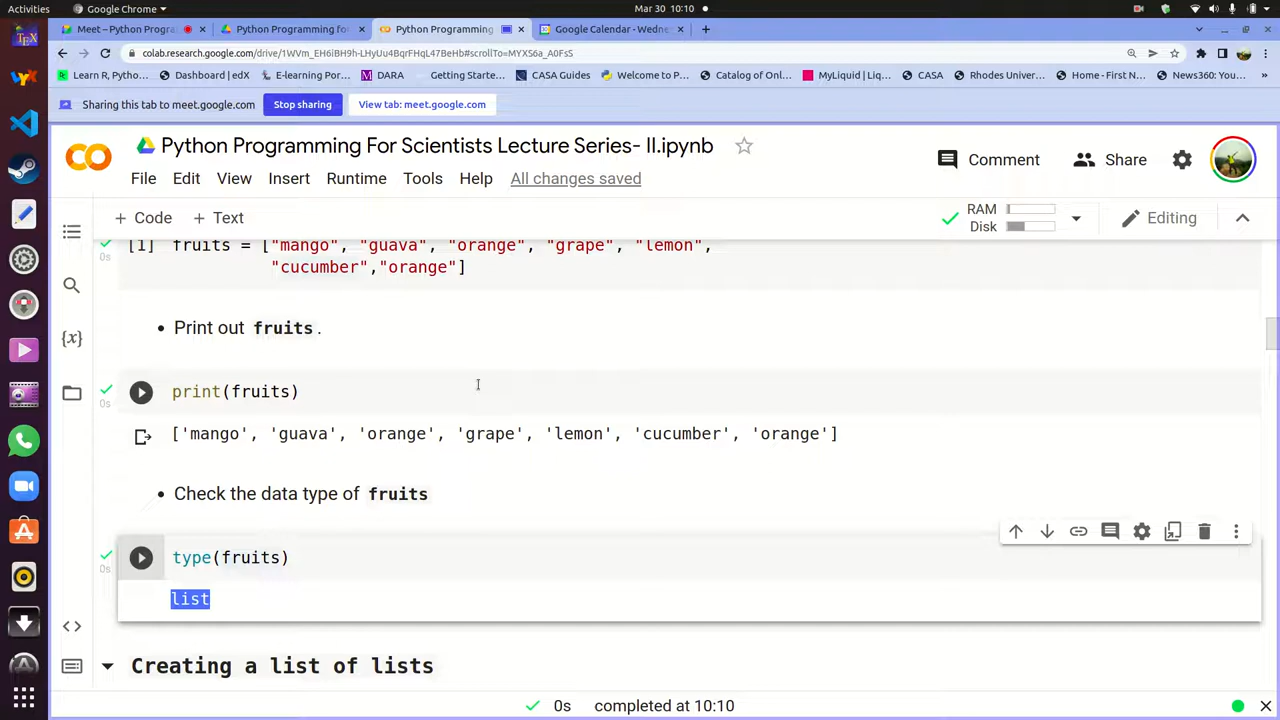 Activities
Google Chrome
Mar 30 10:10
Meet – Python Progra
Python Programming fo
Python Programming
Google Calendar - Wedne
colab.research.google.com/drive/1WVm_EH6iBH9h-LHyUu4BqrFHqL47BeHb#scrollTo=MYXS6a_A0FsS
Learn R, Pytho...
Dashboard | edX
E-learning Por...
DARA
Getting Starte...
CASA Guides
Welcome to P...
Catalog of Onl...
MyLiquid | Liq...
CASA
Rhodes Univer...
Home - First N...
News360: You...
Sharing this tab to meet.google.com
Stop sharing
View tab: meet.google.com
Python Programming For Scientists Lecture Series- II.ipynb
Comment
Share
File Edit View Insert Runtime Tools Help All changes saved
+ Code + Text
RAM
Disk
Editing
[1] fruits = ["mango", "guava", "orange", "grape", "lemon",
0s
"cucumber","orange"]
• Print out fruits.
print(fruits)
0s
['mango', 'guava', 'orange', 'grape', 'lemon', 'cucumber', 'orange']
• Check the data type of fruits
type(fruits)
0s
list
Creating a list of lists
0s completed at 10:10